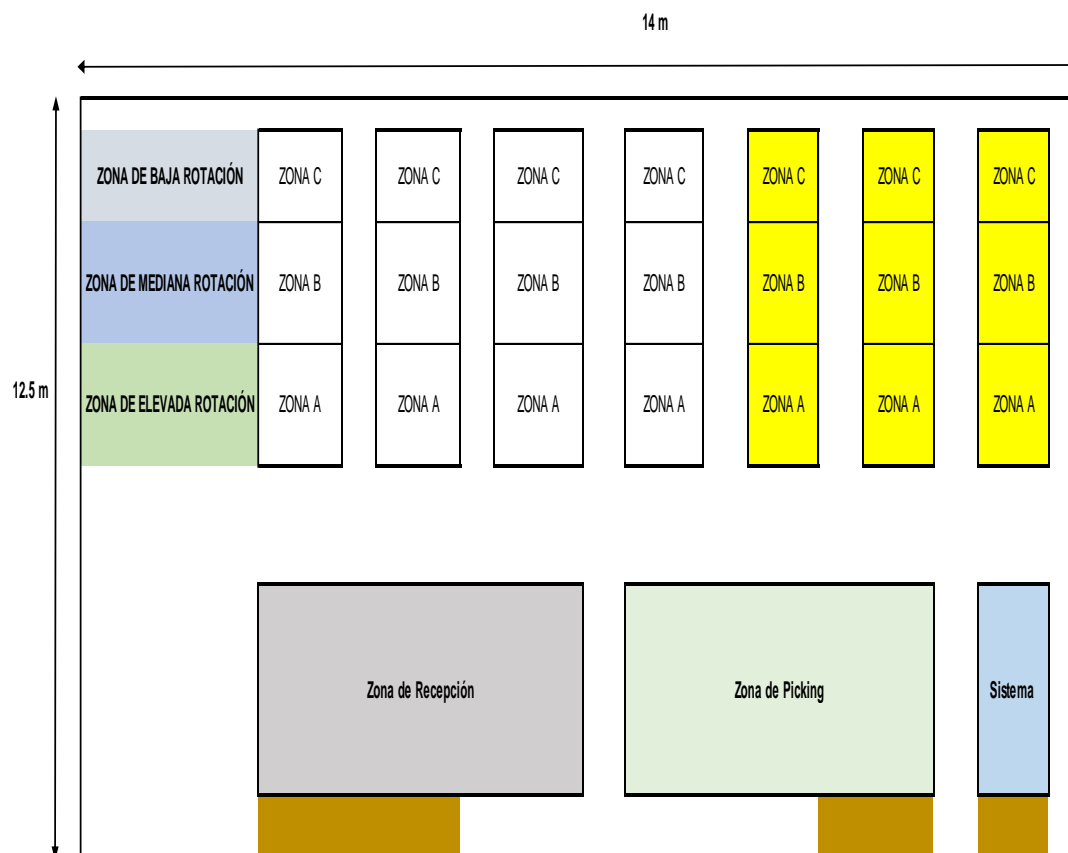 14 m
ZONA DE BAJA ROTACIÓN ZONA C ZONA C ZONA C ZONA C ZONA C ZONA C ZONA C
ZONA DE MEDIANA ROTACIÓN ZONA B ZONA B ZONA B ZONA B ZONA B ZONA B ZONA B
12.5 m
ZONA DE ELEVADA ROTACIÓN ZONA A ZONA A ZONA A ZONA A ZONA A ZONA A ZONA A
Zona de Recepción Zona de Picking Sistema